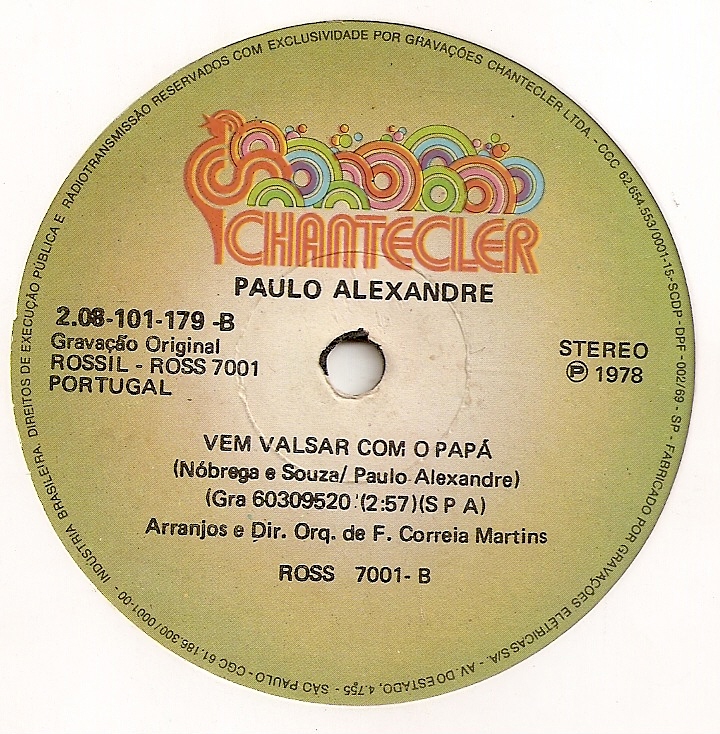 CHANTECLER
PAULO ALEXANDRE
2.08-101-179 -B
Gravação Original
ROSSIL - ROSS 7001
PORTUGAL
STEREO
Ⓟ 1978
VEM VALSAR COM O PAPÁ
(Nóbrega e Souza/ Paulo Alexandre)
(Gra 60309520 (2:57)(S P A)
Arranjos e Dir. Orq. de F. Correia Martins
ROSS 7001- B
INDÚSTRIA BRASILEIRA. DIREITOS DE EXECUÇÃO PÚBLICA E RADIOTRANSMISSÃO RESERVADOS COM EXCLUSIVIDADE POR GRAVAÇÕES CHANTECLER LTDA. - CCC 62.654.553/0001-15-SCDP - DPF - 002/69 - SP - FABRICADO POR GRAVAÇÕES ELÉTRICAS S/A. - AV. DO ESTADO, 4.755 - SÃO PAULO - CGC 61.186.300/0001-00 -